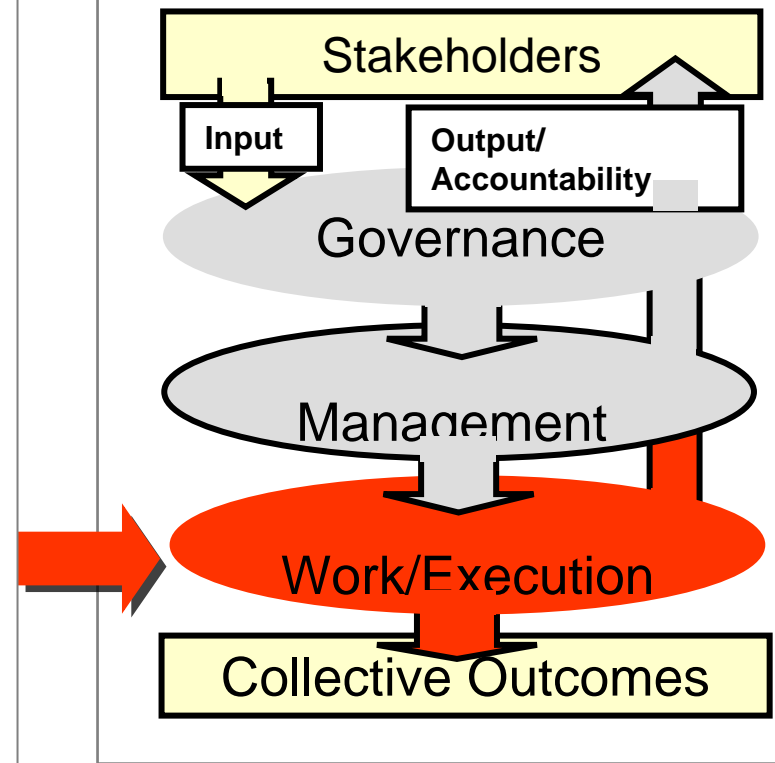 Stakeholders
Input
Output/
Accountability
Governance
Management
Work/Execution
Collective Outcomes